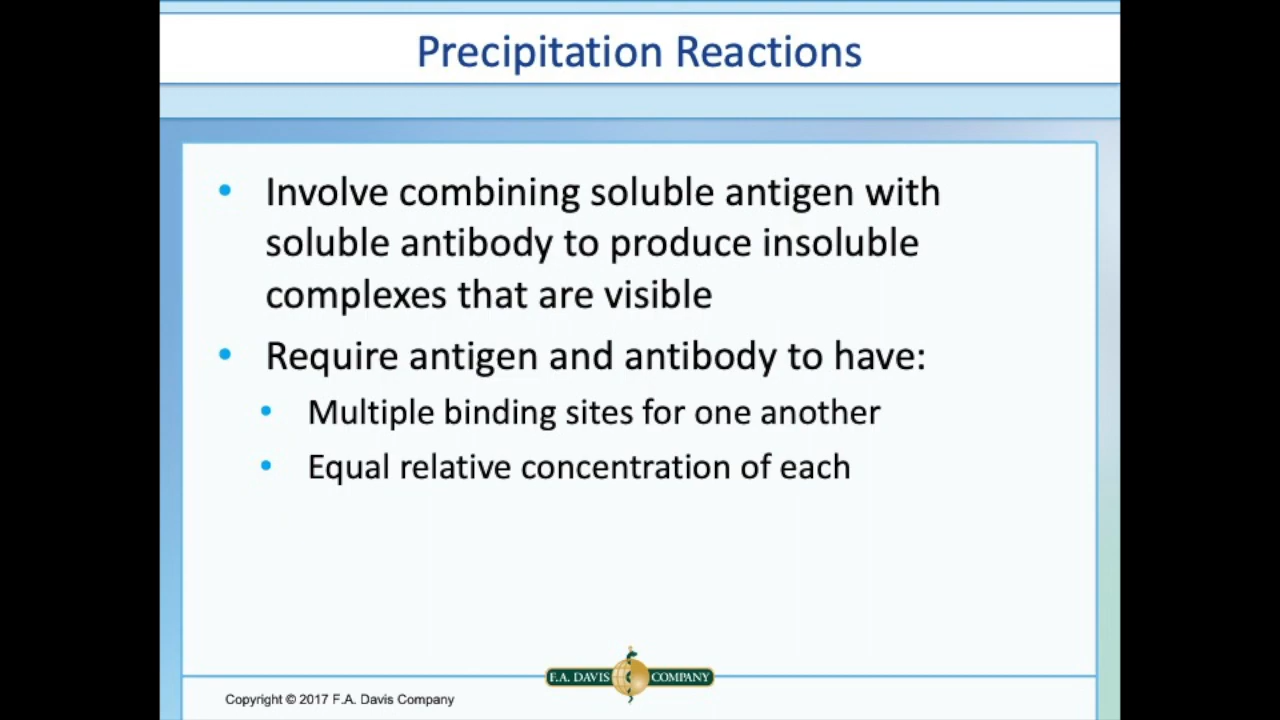 Precipitation Reactions
• Involve combining soluble antigen with
soluble antibody to produce insoluble
complexes that are visible
• Require antigen and antibody to have:
• Multiple binding sites for one another
• Equal relative concentration of each
F.A. DAVIS COMPANY
Copyright © 2017 F.A. Davis Company